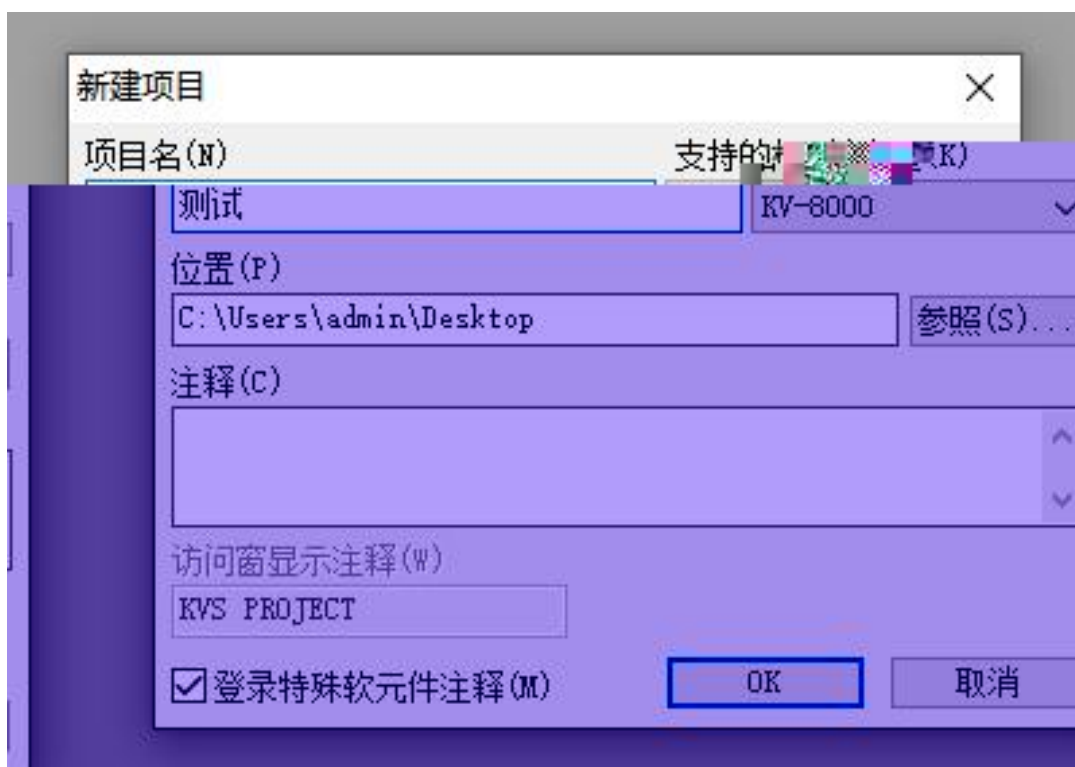 新建项目
项目名(N) 支持的 K)
测试 KV-8000
位置(P)
C:\Users\admin\Desktop 参照(S)...
注释(C)
访问窗显示注释(W)
KVS PROJECT
登录特殊软元件注释(M) OK 取消